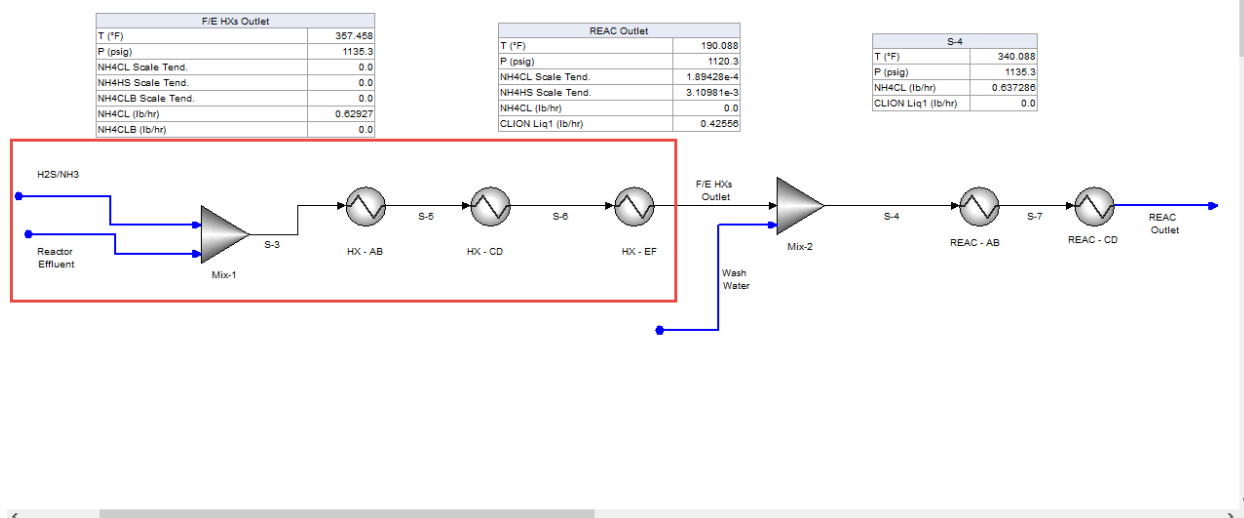 F/E HXs Outlet
T (°F) 357.458
P (psig) 1135.3
NH4CL Scale Tend. 0.0
NH4HS Scale Tend. 0.0
NH4CLB Scale Tend. 0.0
NH4CL (lb/hr) 0.62927
NH4CLB (lb/hr) 0.0
REAC Outlet
T (°F) 190.088
P (psig) 1120.3
NH4CL Scale Tend. 1.89428e-4
NH4HS Scale Tend. 3.10981e-3
NH4CL (lb/hr) 0.0
CLION Liq1 (lb/hr) 0.42556
S-4
T (°F) 340.088
P (psig) 1135.3
NH4CL (lb/hr) 0.637286
CLION Liq1 (lb/hr) 0.0
H2S/NH3
Reactor
Effluent
Mix-1
S-3
HX - AB
S-5
HX - CD
S-6
HX - EF
F/E HXs
Outlet
Wash
Water
Mix-2
S-4
REAC - AB
S-7
REAC - CD
REAC
Outlet